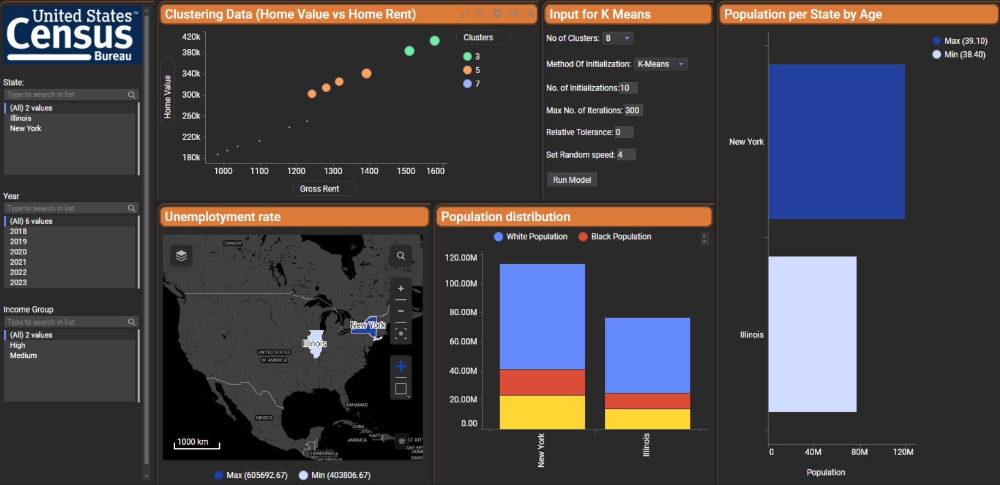 United States™
Census
Bureau
State:
Type to search in list
(All) 2 values
Illinois
New York
Year
Type to search in list
(All) 6 values
2018
2019
2020
2021
2022
2023
Income Group
Type to search in list
(All) 2 values
High
Medium
Clustering Data (Home Value vs Home Rent)
Home Value
420k
380k
340k
300k
260k
220k
180k
1000 1100 1200 1300 1400 1500 1600
Gross Rent
Clusters
3
5
7
Input for K Means
No of Clusters: 8
Method Of Initialization: K-Means
No. of Initializations: 10
Max No. of Iterations: 300
Relative Tolerance: 0
Set Random speed: 4
Run Model
Unemplotyment rate
CANADA
New York
Illinois
UNITED STATES
OF AMERICA
BAHAMAS
MEXICO
CUBA
HAITI
JAMAICA
ST. KIT
AND NE
DOMI
SAINT
HONDURAS
NICARAGUA
1000 km
Max (605692.67) Min (403806.67)
Population distribution
White Population Black Population
120.00M
100.00M
80.00M
60.00M
40.00M
20.00M
0.00
New York
Illinois
Population per State by Age
Max (39.10)
Min (38.40)
New York
Illinois
0 40M 80M 120M
Population